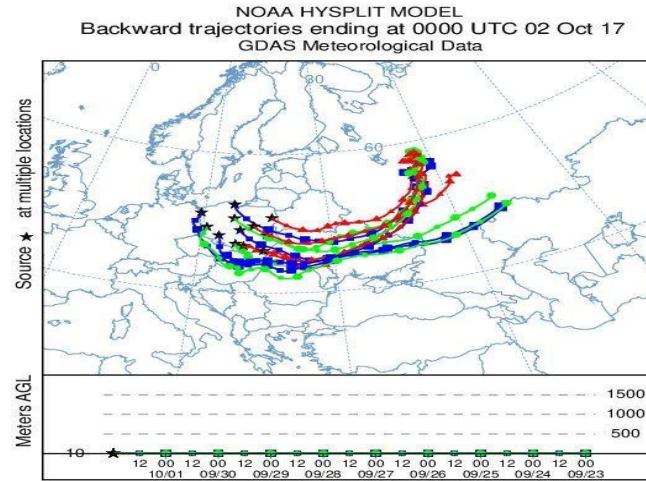 NOAA HYSPLIT MODEL
Backward trajectories ending at 0000 UTC 02 Oct 17
GDAS Meteorological Data
Source ★ at multiple locations
0
30
60
Meters AGL
1500
1000
500
10
12 00 12 00 12 00 12 00 12 00 12 00 12 00 12 00 12 00
10/01 09/30 09/29 09/28 09/27 09/26 09/25 09/24 09/23